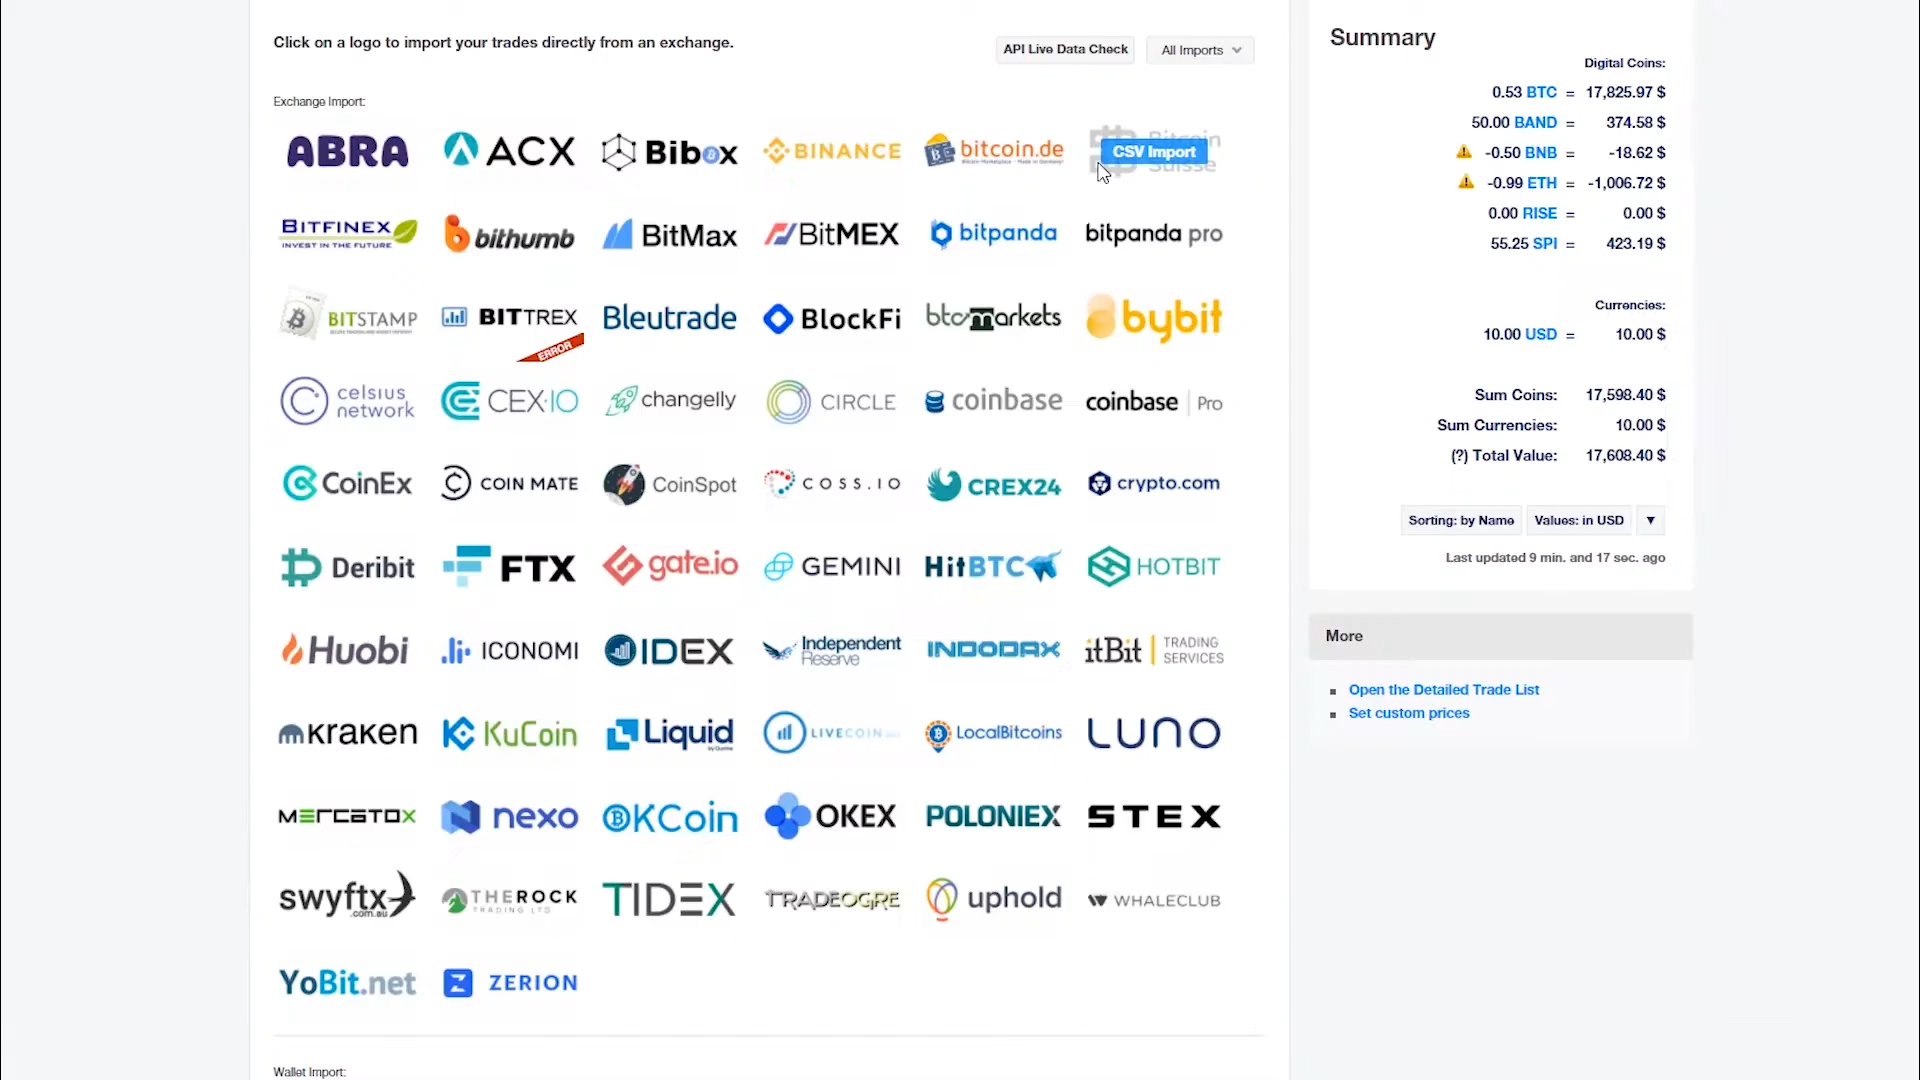 Click on a logo to import your trades directly from an exchange.
API Live Data Check
All Imports
Exchange Import:
ABRA
ACX
Bibox
BINANCE
bitcoin.de
Bitcoin
Suisse
CSV Import
BITFINEX
INVEST IN THE FUTURE
bithumb
BitMax
BitMEX
bitpanda
bitpanda pro
BITSTAMP
BITTREX
ERROR
Bleutrade
BlockFi
btcmarkets
bybit
celsius
network
CEX.IO
changelly
CIRCLE
coinbase
coinbase | Pro
CoinEx
COIN MATE
CoinSpot
COSS.IO
CREX24
crypto.com
Deribit
FTX
gate.io
GEMINI
HitBTC
HOTBIT
Huobi
ICONOMI
IDEX
Independent
Reserve
INDODAX
itBit
TRADING
SERVICES
kraken
KuCoin
Liquid
LIVECOIN
LocalBitcoins
LUNO
MERCATOX
nexo
OKCoin
OKEX
POLONIEX
STEX
swyftx
.com.au
THEROCK
TRADING LTD
TIDEX
TRADEOGRE
uphold
WHALECLUB
YoBit.net
ZERION
Wallet Import:
Summary
Digital Coins:
0.53 BTC = 17,825.97 $
50.00 BAND = 374.58 $
-0.50 BNB = -18.62 $
-0.99 ETH = -1,006.72 $
0.00 RISE = 0.00 $
55.25 SPI = 423.19 $
Currencies:
10.00 USD = 10.00 $
Sum Coins: 17,598.40 $
Sum Currencies: 10.00 $
(?) Total Value: 17,608.40 $
Sorting: by Name
Values: in USD
Last updated 9 min. and 17 sec. ago
More
Open the Detailed Trade List
Set custom prices